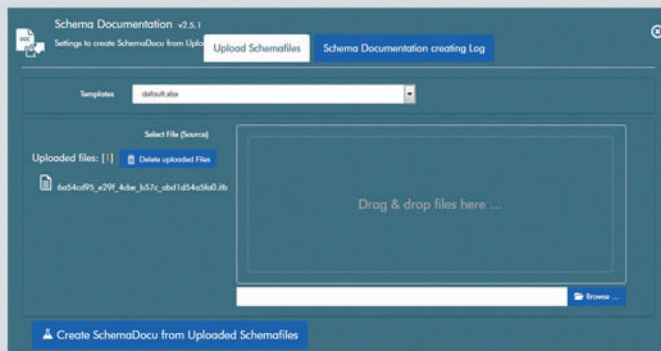 Schema Documentation v2.5.1
Settings to create SchemaDocu from Uplo
Upload Schemafiles
Schema Documentation creating Log
Templates
default.xlsx
Select File (Source)
Uploaded files: [1]
Delete uploaded Files
Drag & drop files here ...
Browse ...
Create SchemaDocu from Uploaded Schemafiles